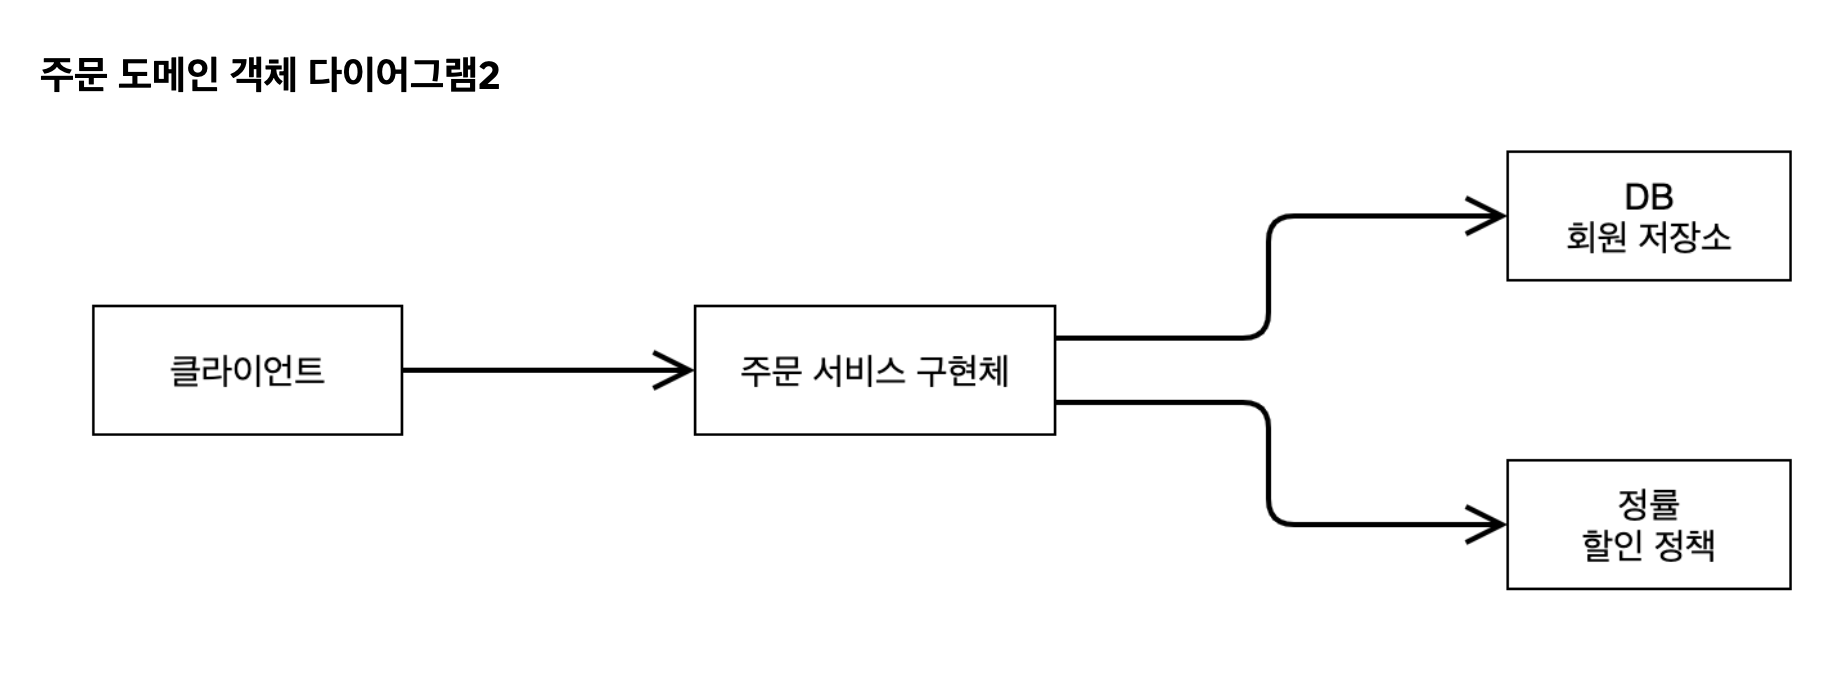 주문 도메인 객체 다이어그램2
클라이언트
주문 서비스 구현체
DB
회원 저장소
정률
할인 정책